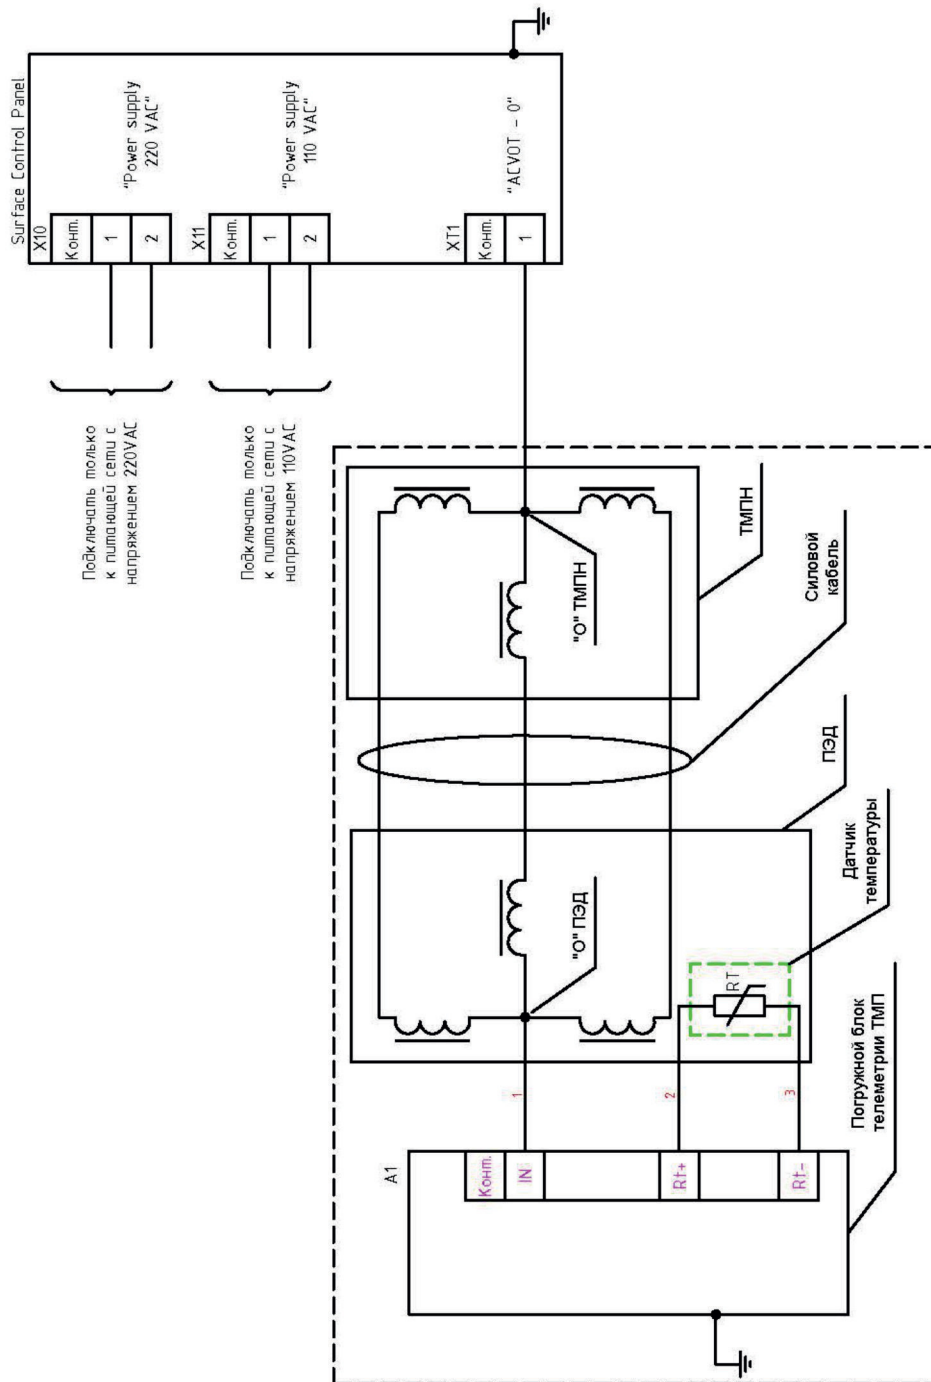 Surface Control Panel
X10
Конт.
1
2
"Power supply
220 VAC"
X11
Конт.
1
2
"Power supply
110 VAC"
XT1
Конт.
1
"ACVOT - 0"
Подключать только
к питающей сети с
напряжением 220VAC
Подключать только
к питающей сети с
напряжением 110VAC
ТМПН
"О" ТМПН
Силовой
кабель
ПЭД
"О" ПЭД
Датчик
температуры
RT
1
2
3
Погружной блок
телеметрии ТМП
A1
Конт.
IN
Rt+
Rt-